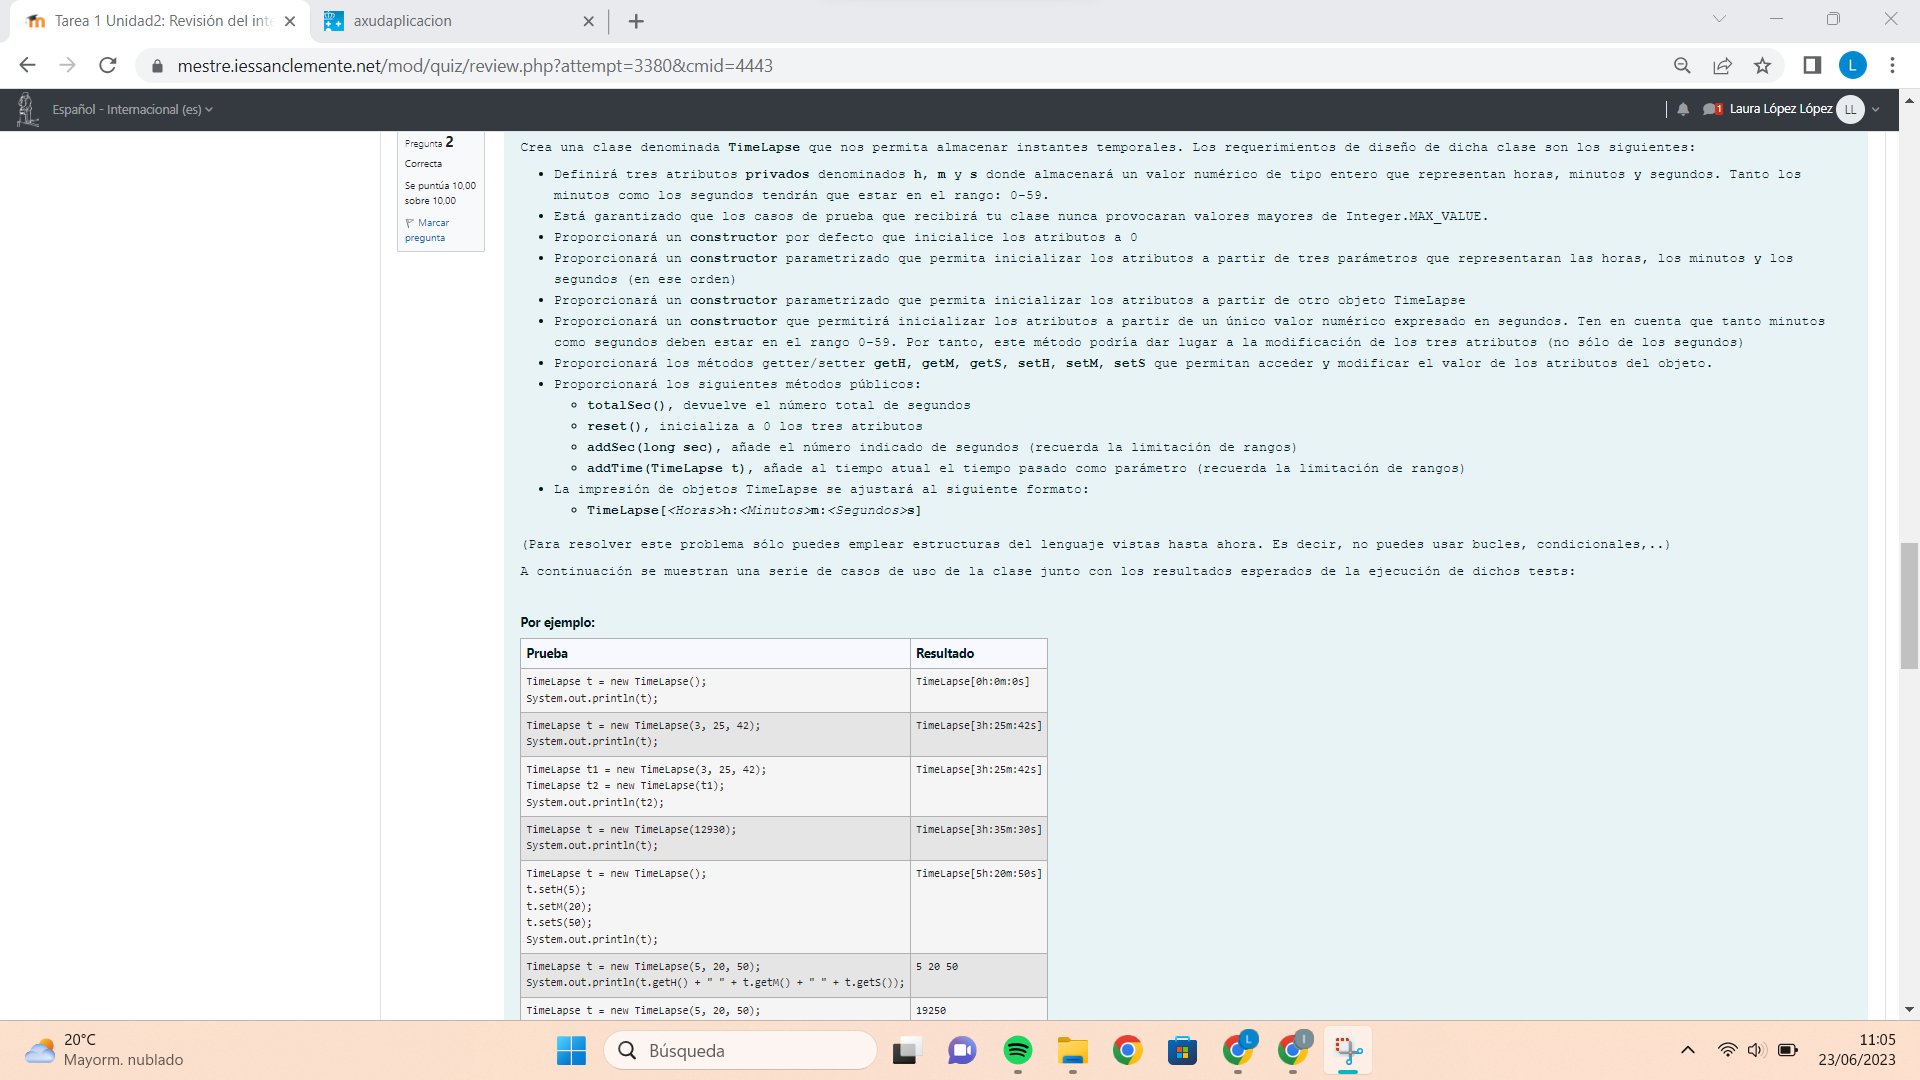 Tarea 1 Unidad2: Revisión del inte
axudaplicacion
mestre.iessanclemente.net/mod/quiz/review.php?attempt=3380&cmid=4443
L
Español - Internacional (es)
1
Laura López López
LL
Pregunta 2
Correcta
Se puntúa 10,00
sobre 10,00
Marcar
pregunta
Crea una clase denominada TimeLapse que nos permita almacenar instantes temporales. Los requerimientos de diseño de dicha clase son los siguientes:
• Definirá tres atributos privados denominados h, m y s donde almacenará un valor numérico de tipo entero que representan horas, minutos y segundos. Tanto los
minutos como los segundos tendrán que estar en el rango: 0-59.
• Está garantizado que los casos de prueba que recibirá tu clase nunca provocaran valores mayores de Integer.MAX_VALUE.
• Proporcionará un constructor por defecto que inicialice los atributos a 0
• Proporcionará un constructor parametrizado que permita inicializar los atributos a partir de tres parámetros que representaran las horas, los minutos y los
segundos (en ese orden)
• Proporcionará un constructor parametrizado que permita inicializar los atributos a partir de otro objeto TimeLapse
• Proporcionará un constructor que permitirá inicializar los atributos a partir de un único valor numérico expresado en segundos. Ten en cuenta que tanto minutos
como segundos deben estar en el rango 0-59. Por tanto, este método podría dar lugar a la modificación de los tres atributos (no sólo de los segundos)
• Proporcionará los métodos getter/setter getH, getM, getS, setH, setM, setS que permitan acceder y modificar el valor de los atributos del objeto.
• Proporcionará los siguientes métodos públicos:
◦ totalSec(), devuelve el número total de segundos
◦ reset(), inicializa a 0 los tres atributos
◦ addSec(long sec), añade el número indicado de segundos (recuerda la limitación de rangos)
◦ addTime(TimeLapse t), añade al tiempo atual el tiempo pasado como parámetro (recuerda la limitación de rangos)
• La impresión de objetos TimeLapse se ajustará al siguiente formato:
◦ TimeLapse[<Horas>h:<Minutos>m:<Segundos>s]
(Para resolver este problema sólo puedes emplear estructuras del lenguaje vistas hasta ahora. Es decir, no puedes usar bucles, condicionales,..)
A continuación se muestran una serie de casos de uso de la clase junto con los resultados esperados de la ejecución de dichos tests:
Por ejemplo:
Prueba Resultado
TimeLapse t = new TimeLapse(); TimeLapse[0h:0m:0s]
System.out.println(t);
TimeLapse t = new TimeLapse(3, 25, 42); TimeLapse[3h:25m:42s]
System.out.println(t);
TimeLapse t1 = new TimeLapse(3, 25, 42); TimeLapse[3h:25m:42s]
TimeLapse t2 = new TimeLapse(t1);
System.out.println(t2);
TimeLapse t = new TimeLapse(12930); TimeLapse[3h:35m:30s]
System.out.println(t);
TimeLapse t = new TimeLapse(); TimeLapse[5h:20m:50s]
t.setH(5);
t.setM(20);
t.setS(50);
System.out.println(t);
TimeLapse t = new TimeLapse(5, 20, 50); 5 20 50
System.out.println(t.getH() + " " + t.getM() + " " + t.getS());
TimeLapse t = new TimeLapse(5, 20, 50); 19250
20°C
Mayorm. nublado
Búsqueda
L
I
11:05
23/06/2023